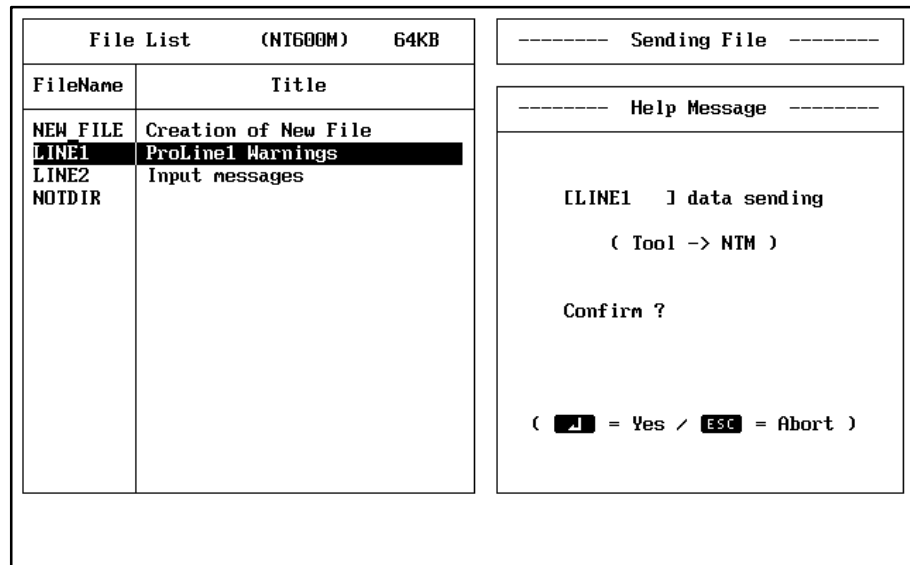 File List (NT600M) 64KB
FileName Title
NEW_FILE Creation of New File
LINE1 ProLine1 Warnings
LINE2 Input messages
NOTDIR
-------- Sending File --------
-------- Help Message --------
[LINE1 ] data sending
( Tool -> NTM )
Confirm ?
( ↵ = Yes / ESC = Abort )